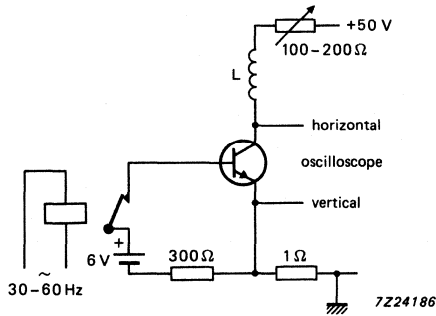 +50 V
100–200Ω
L
horizontal
oscilloscope
vertical
+
6 V
300Ω
1Ω
~
30–60 Hz
7Z24186